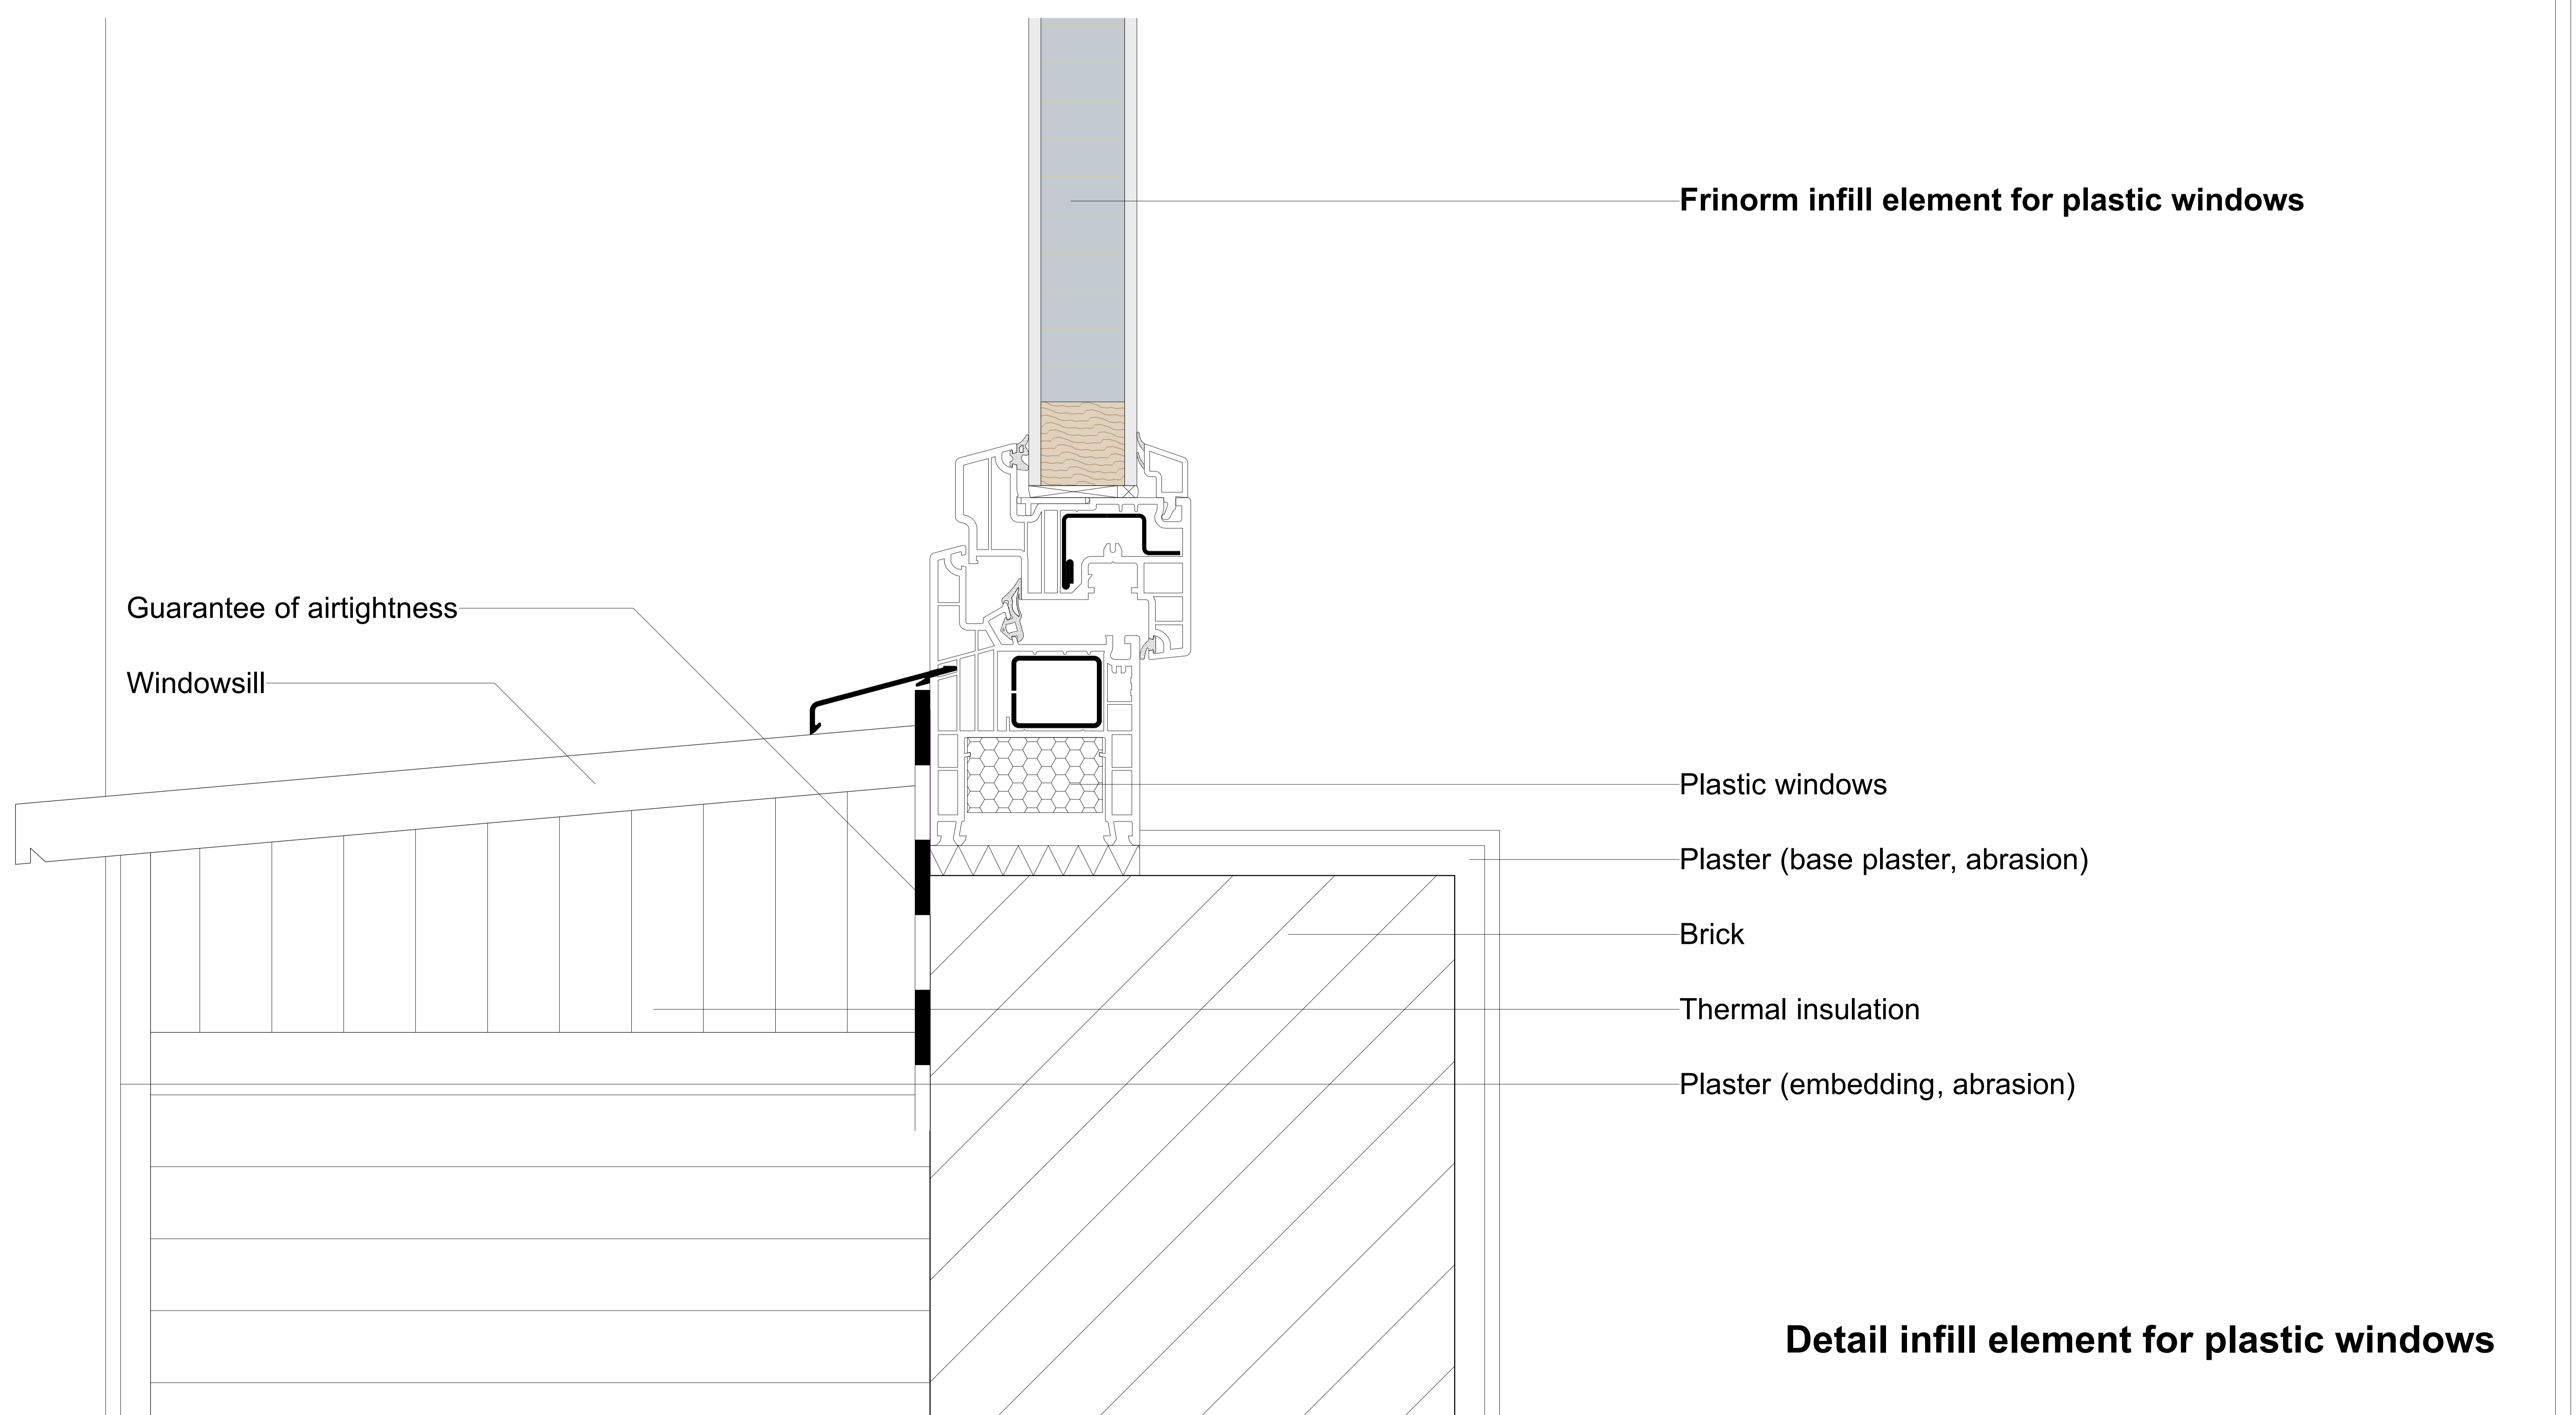 Frinorm infill element for plastic windows
Guarantee of airtightness
Windowsill
Plastic windows
Plaster (base plaster, abrasion)
Brick
Thermal insulation
Plaster (embedding, abrasion)
Detail infill element for plastic windows